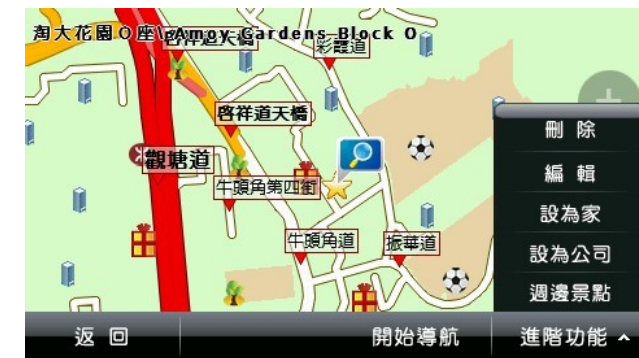 淘大花園O座\Amoy Gardens Block O
啓祥道天橋
彩霞道
啓祥道天橋
觀塘道
牛頭角第四街
牛頭角道
振華道
刪 除
編 輯
設為家
設為公司
週邊景點
返 回
開始導航
進階功能